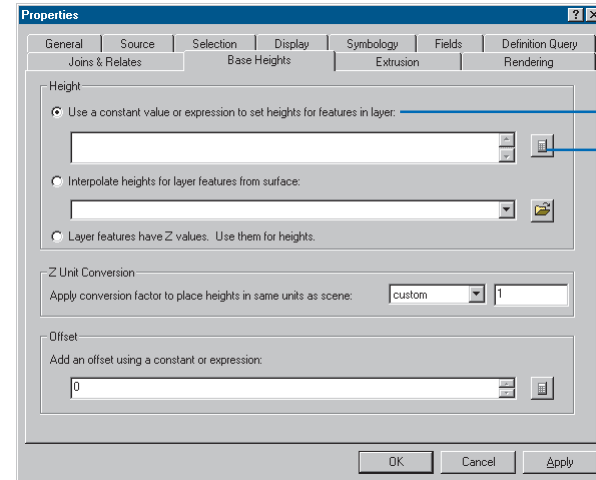 Properties
General Source Selection Display Symbology Fields Definition Query
Joins & Relates Base Heights Extrusion Rendering
Height
Use a constant value or expression to set heights for features in layer:
Interpolate heights for layer features from surface:
Layer features have Z values. Use them for heights.
Z Unit Conversion
Apply conversion factor to place heights in same units as scene: custom 1
Offset
Add an offset using a constant or expression:
0
OK Cancel Apply